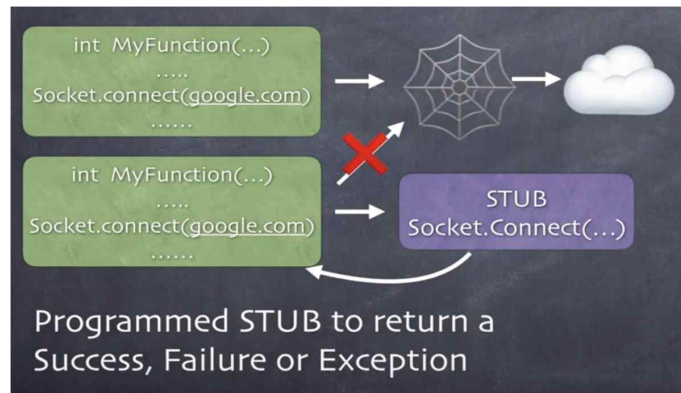 int MyFunction(...)
.....
Socket.connect(google.com)
......
int MyFunction(...)
.....
Socket.connect(google.com)
......
STUB
Socket.Connect(...)
Programmed STUB to return a
Success, Failure or Exception